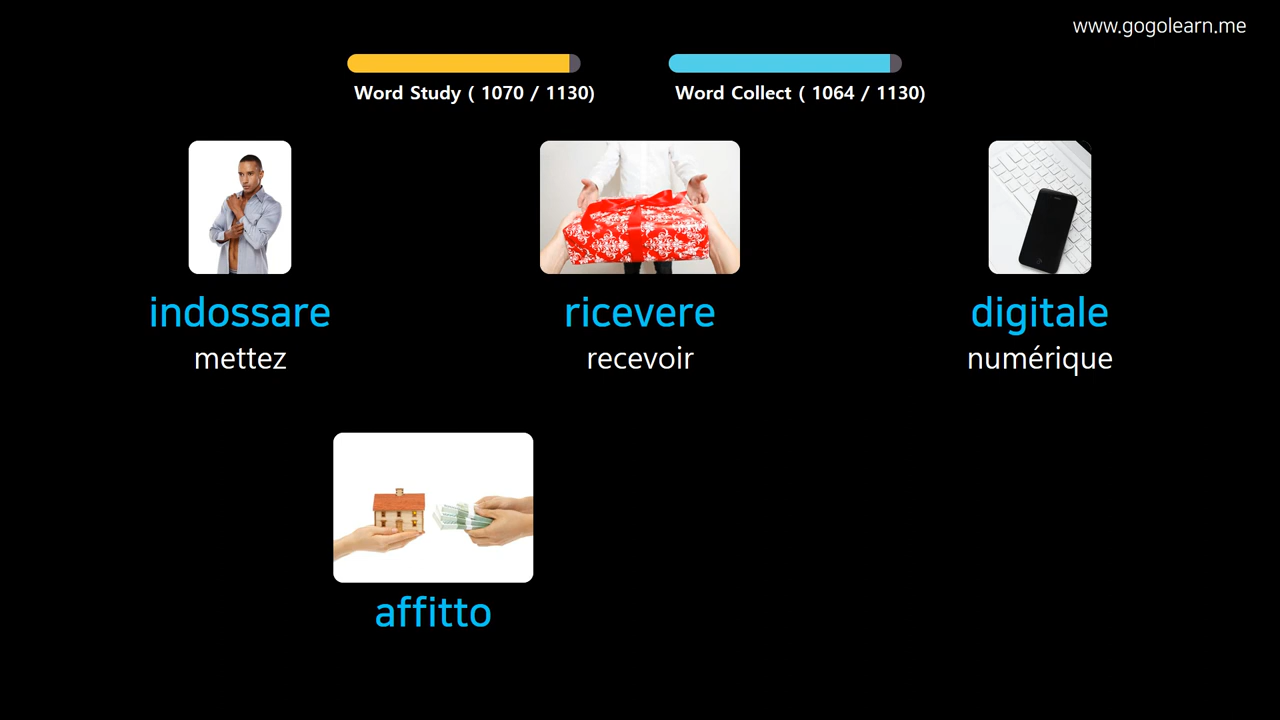 www.gogolearn.me
Word Study ( 1070 / 1130)
Word Collect ( 1064 / 1130)
indossare
mettez
ricevere
recevoir
digitale
numérique
affitto